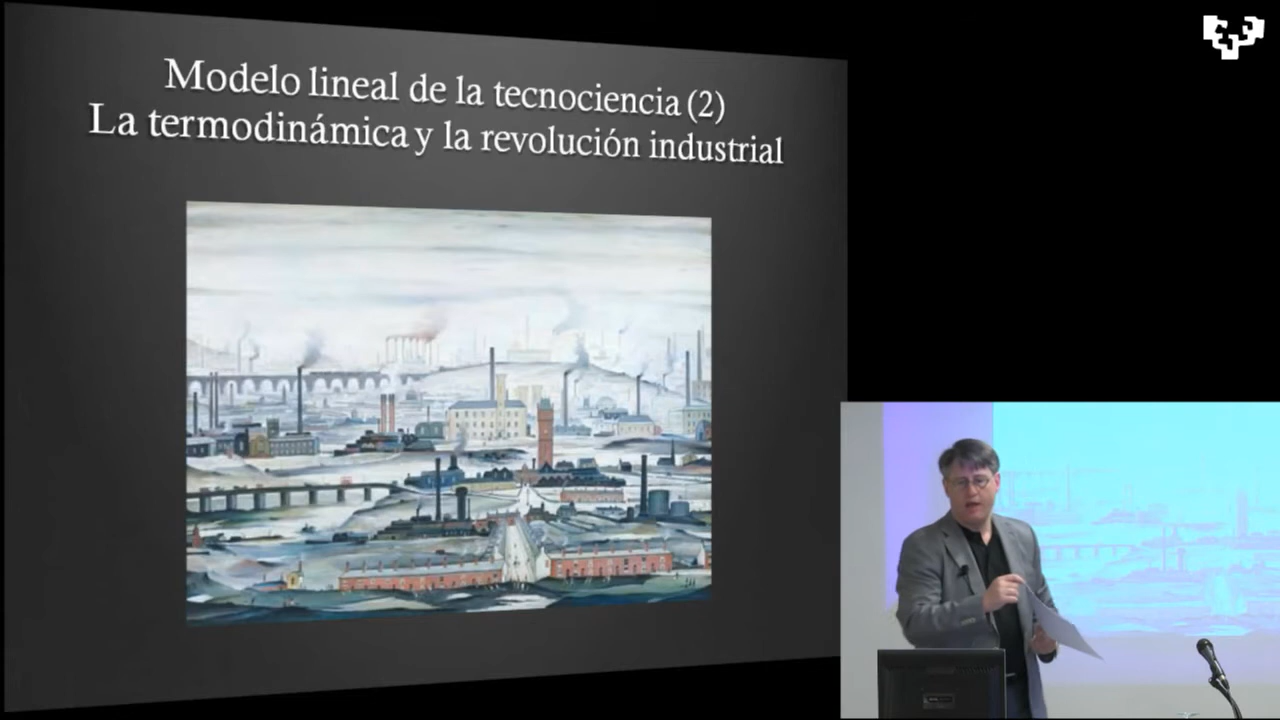 Modelo lineal de la tecnociencia (2)
La termodinámica y la revolución industrial